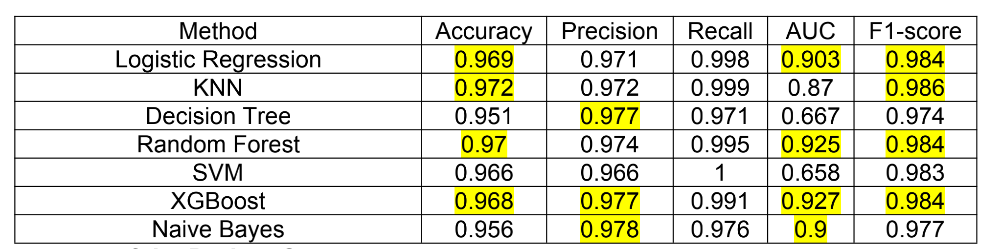 Method Accuracy Precision Recall AUC F1-score
Logistic Regression 0.969 0.971 0.998 0.903 0.984
KNN 0.972 0.972 0.999 0.87 0.986
Decision Tree 0.951 0.977 0.971 0.667 0.974
Random Forest 0.97 0.974 0.995 0.925 0.984
SVM 0.966 0.966 1 0.658 0.983
XGBoost 0.968 0.977 0.991 0.927 0.984
Naive Bayes 0.956 0.978 0.976 0.9 0.977